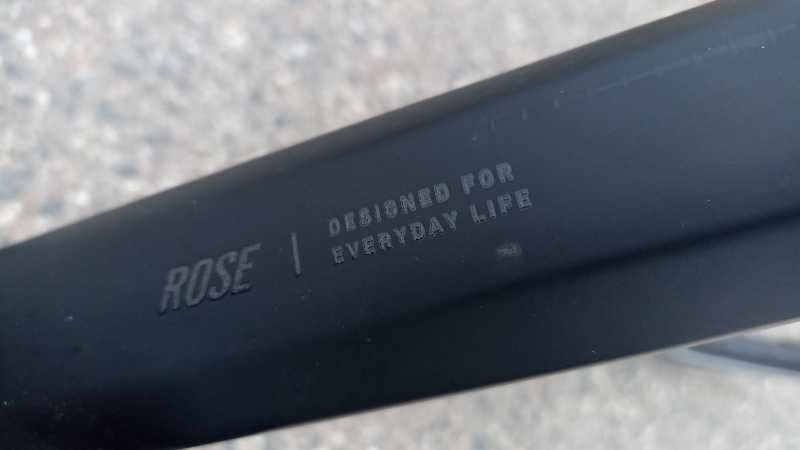 ROSE | DESIGNED FOR
EVERYDAY LIFE